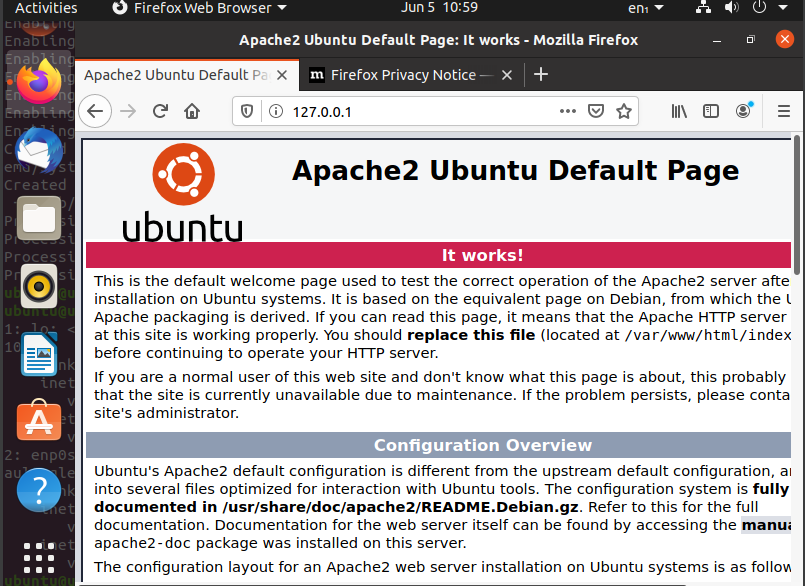 Activities Firefox Web Browser Jun 5 10:59 en₁
Apache2 Ubuntu Default Page: It works! - Mozilla Firefox
Apache2 Ubuntu Default Pa Firefox Privacy Notice —
127.0.0.1
ubuntu
Apache2 Ubuntu Default Page
It works!
This is the default welcome page used to test the correct operation of the Apache2 server afte
installation on Ubuntu systems. It is based on the equivalent page on Debian, from which the U
Apache packaging is derived. If you can read this page, it means that the Apache HTTP server
at this site is working properly. You should replace this file (located at /var/www/html/index
before continuing to operate your HTTP server.
If you are a normal user of this web site and don't know what this page is about, this probably
that the site is currently unavailable due to maintenance. If the problem persists, please conta
site's administrator.
Configuration Overview
Ubuntu's Apache2 default configuration is different from the upstream default configuration, a
into several files optimized for interaction with Ubuntu tools. The configuration system is fully
documented in /usr/share/doc/apache2/README.Debian.gz. Refer to this for the full
documentation. Documentation for the web server itself can be found by accessing the manua
apache2-doc package was installed on this server.
The configuration layout for an Apache2 web server installation on Ubuntu systems is as follow
Enabling
Enabling
Enabling
Enabling
Created